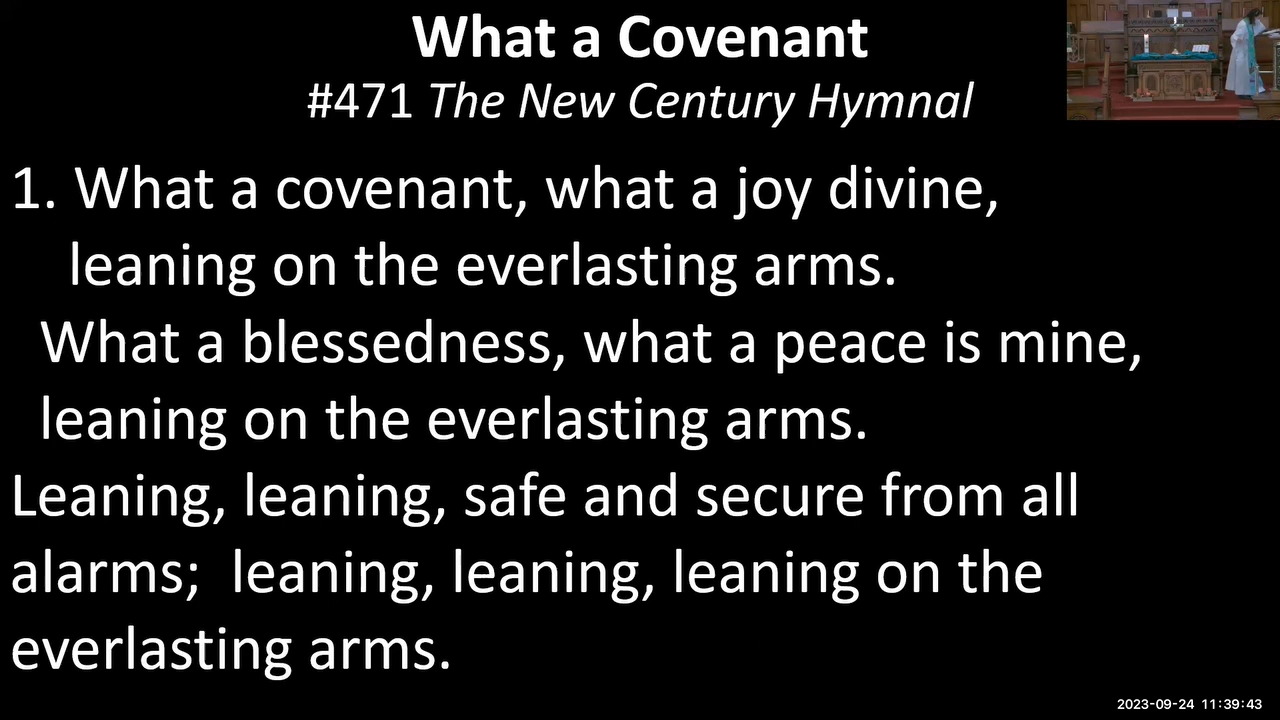 What a Covenant
#471 The New Century Hymnal
1. What a covenant, what a joy divine,
leaning on the everlasting arms.
What a blessedness, what a peace is mine,
leaning on the everlasting arms.
Leaning, leaning, safe and secure from all
alarms;  leaning, leaning, leaning on the
everlasting arms.
2023-09-24 11:39:43